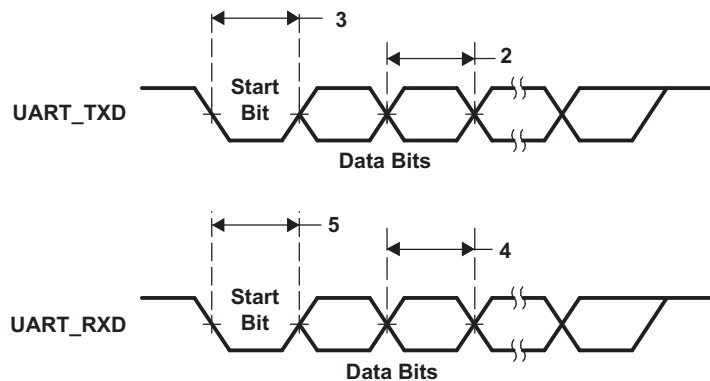 3
2
Start
Bit
UART_TXD
Data Bits
5
4
Start
Bit
UART_RXD
Data Bits